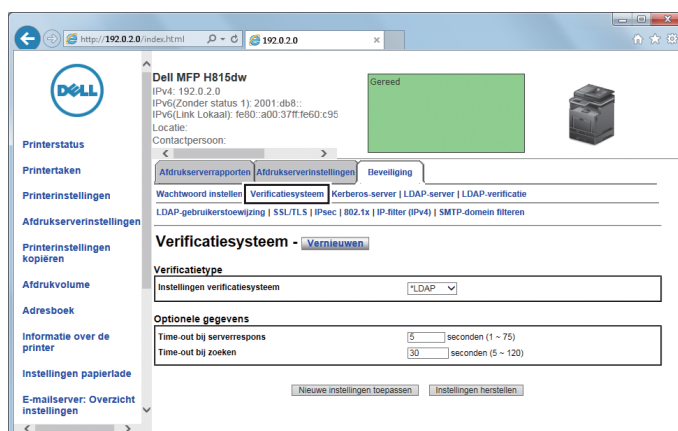 http://192.0.2.0/index.html
192.0.2.0
DELL
Printerstatus
Printertaken
Printerinstellingen
Afdrukserverinstellingen
Printerinstellingen
kopiëren
Afdrukvolume
Adresboek
Informatie over de
printer
Instellingen papierlade
E-mailserver: Overzicht
instellingen
Dell MFP H815dw
IPv4: 192.0.2.0
IPv6(Zonder status 1): 2001:db8::
IPv6(Link Lokaal): fe80::a00:37ff:fe60:c95
Locatie:
Contactpersoon:
Gereed
Afdrukserverrapporten Afdrukserverinstellingen Beveiliging
Wachtwoord instellen Verificatiesysteem Kerberos-server | LDAP-server | LDAP-verificatie
LDAP-gebruikerstoewijzing | SSL/TLS | IPsec | 802.1x | IP-filter (IPv4) | SMTP-domein filteren
Verificatiesysteem - Vernieuwen
Verificatietype
Instellingen verificatiesysteem *LDAP
Optionele gegevens
Time-out bij serverrespons 5 seconden (1 ~ 75)
Time-out bij zoeken 30 seconden (5 ~ 120)
Nieuwe instellingen toepassen Instellingen herstellen